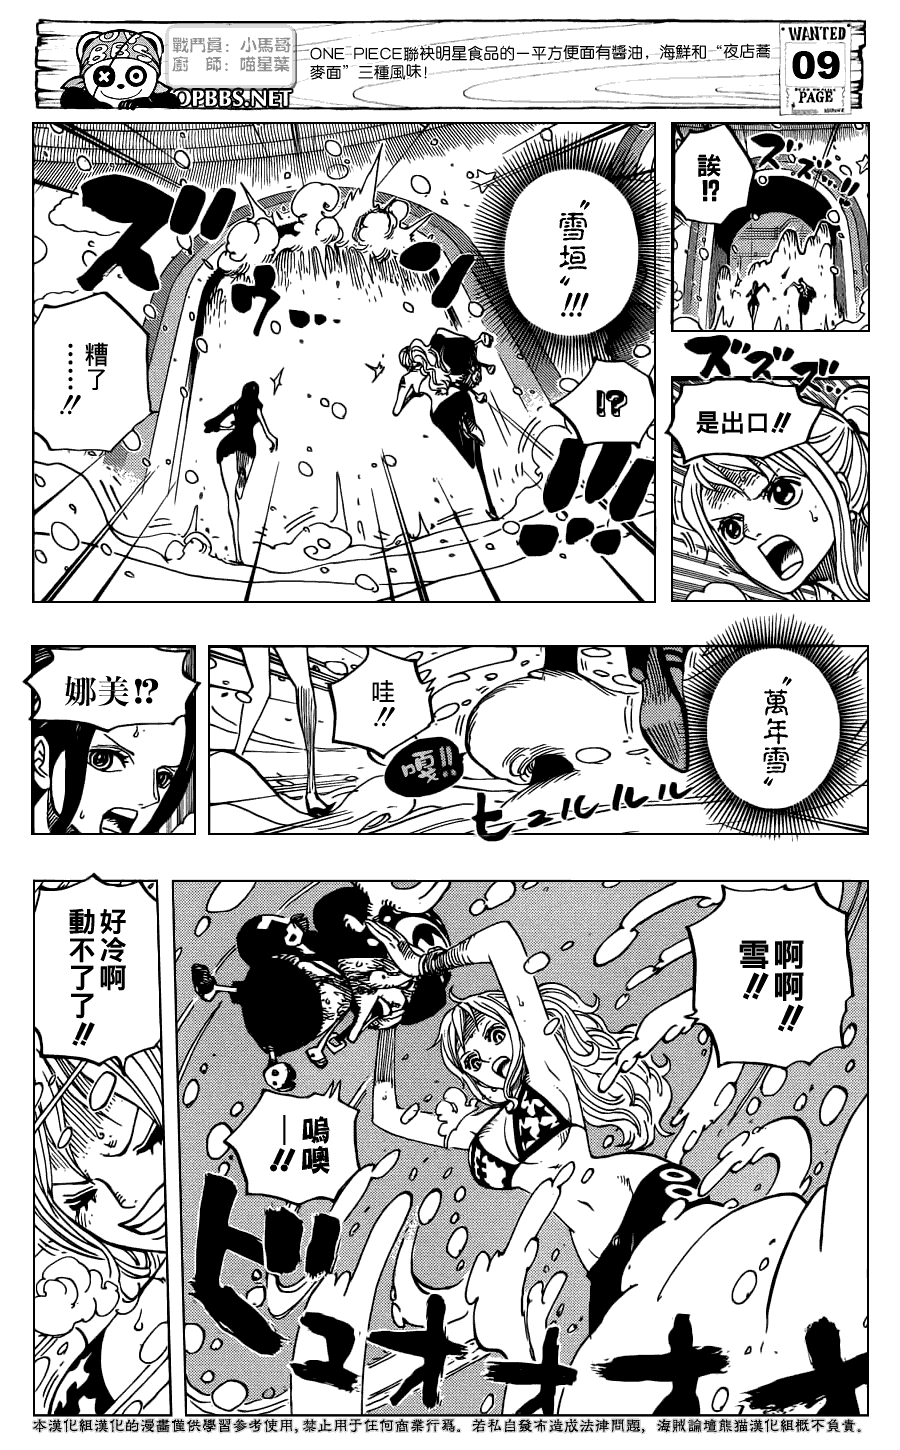 戰鬥員：小馬哥
廚　師：喵星葉
OPBBS.NET
ONE PIECE聯袂明星食品的一平方便面有醬油，海鮮和“夜店蕎
麥面”三種風味！
WANTED
09
PAGE
誒!?
ズズズ…!!
ズズズ…
是出口!!
“雪垣”!!!
!?
ズウン!!!
糟了
……!!
“萬年雪”
哇!!
嘎!!
ヒュルルルル
娜美!?
啊啊!!
雪!!
嗚噢
—!!
ビュオオオオオ
好冷啊
動不了了!!
本漢化組漢化的漫畫僅供學習參考使用，禁止用于任何商業行爲。若私自發布造成法律問題，海賊論壇熊猫漢化組概不負責。